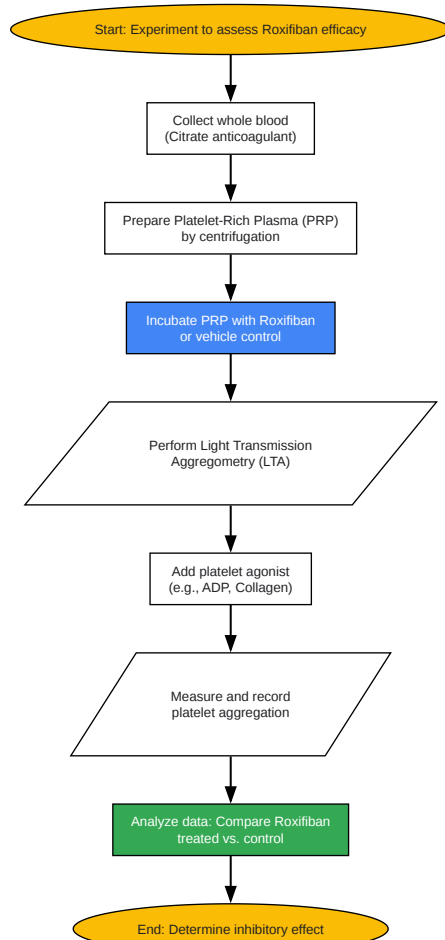 Start: Experiment to assess Roxifiban efficacy
Collect whole blood
(Citrate anticoagulant)
Prepare Platelet-Rich Plasma (PRP)
by centrifugation
Incubate PRP with Roxifiban
or vehicle control
Perform Light Transmission
Aggregometry (LTA)
Add platelet agonist
(e.g., ADP, Collagen)
Measure and record
platelet aggregation
Analyze data: Compare Roxifiban
treated vs. control
End: Determine inhibitory effect